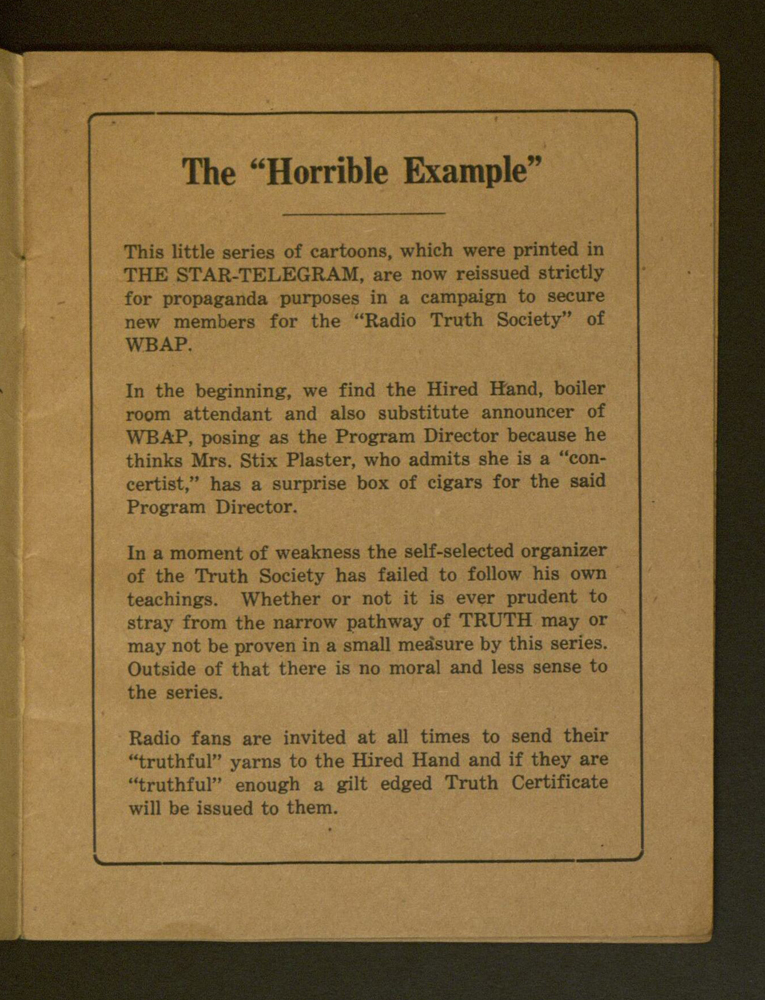 The “Horrible Example”
This little series of cartoons, which were printed in
THE STAR-TELEGRAM, are now reissued strictly
for propaganda purposes in a campaign to secure
new members for the “Radio Truth Society” of
WBAP.
In the beginning, we find the Hired Hand, boiler
room attendant and also substitute announcer of
WBAP, posing as the Program Director because he
thinks Mrs. Stix Plaster, who admits she is a “con-
certist,” has a surprise box of cigars for the said
Program Director.
In a moment of weakness the self-selected organizer
of the Truth Society has failed to follow his own
teachings. Whether or not it is ever prudent to
stray from the narrow pathway of TRUTH may or
may not be proven in a small measure by this series.
Outside of that there is no moral and less sense to
the series.
Radio fans are invited at all times to send their
“truthful” yarns to the Hired Hand and if they are
“truthful” enough a gilt edged Truth Certificate
will be issued to them.